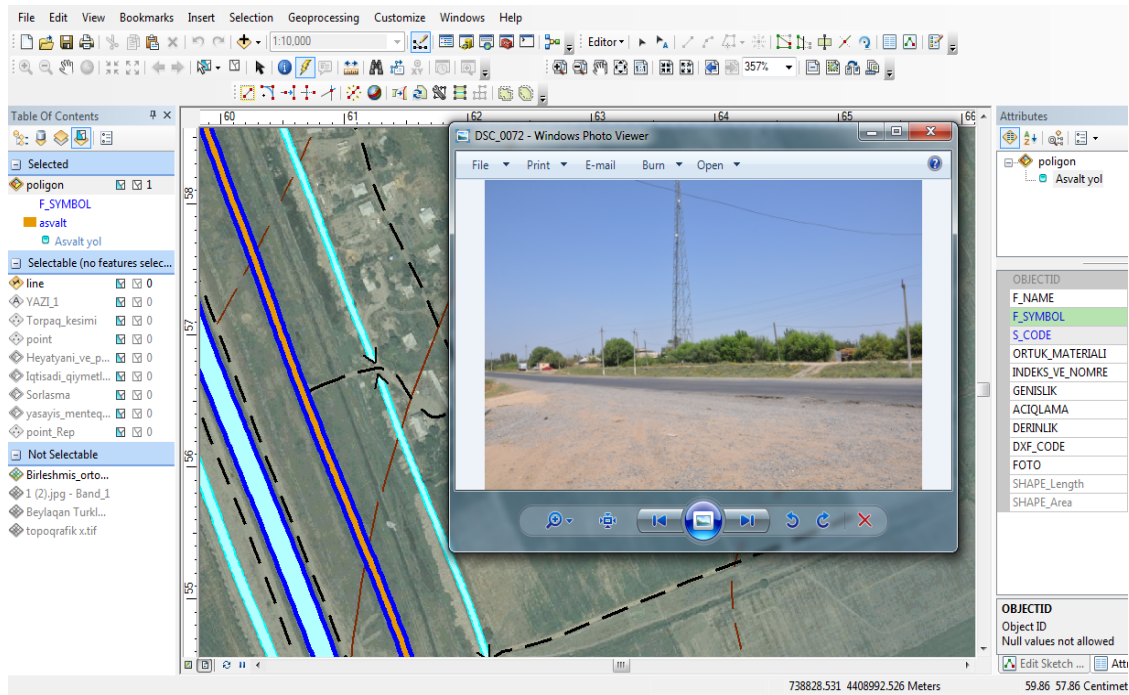 File Edit View Bookmarks Insert Selection Geoprocessing Customize Windows Help
1:10,000
Editor
357%
Table Of Contents
Selected
poligon 1
F_SYMBOL
asvalt
Asvalt yol
Selectable (no features selec...
line 0
YAZI_1 0
Torpaq_kesimi 0
point 0
Heyatyani_ve_p... 0
Iqtisadi_qiymetl... 0
Sorlasma 0
yasayis_menteq... 0
point_Rep 0
Not Selectable
Birleshmis_orto...
1 (2).jpg - Band_1
Beylaqan Turkl...
topoqrafik x.tif
60 61 62 63 64 65 66
58
57
56
55
DSC_0072 - Windows Photo Viewer
File Print E-mail Burn Open
Attributes
poligon
Asvalt yol
OBJECTID
F_NAME
F_SYMBOL
S_CODE
ORTUK_MATERIALI
INDEKS_VE_NOMRE
GENISLIK
ACIQLAMA
DERINLIK
DXF_CODE
FOTO
SHAPE_Length
SHAPE_Area
OBJECTID
Object ID
Null values not allowed
Edit Sketch ... Attri
738828.531 4408992.526 Meters 59.86 57.86 Centimet